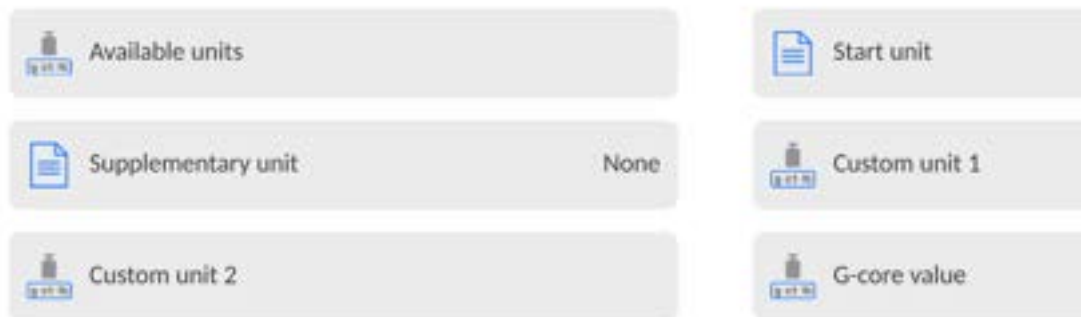 Available units
Start unit
Supplementary unit None
Custom unit 1
Custom unit 2
G-core value